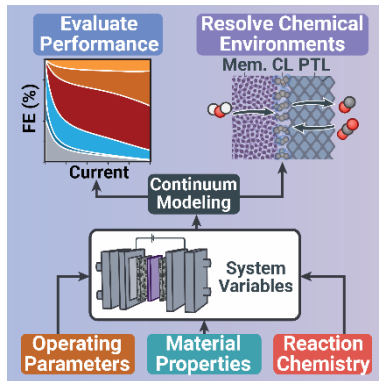 Evaluate
Performance
Resolve Chemical
Environments
Mem. CL PTL
FE (%)
Current
Continuum
Modeling
System
Variables
Operating
Parameters
Material
Properties
Reaction
Chemistry